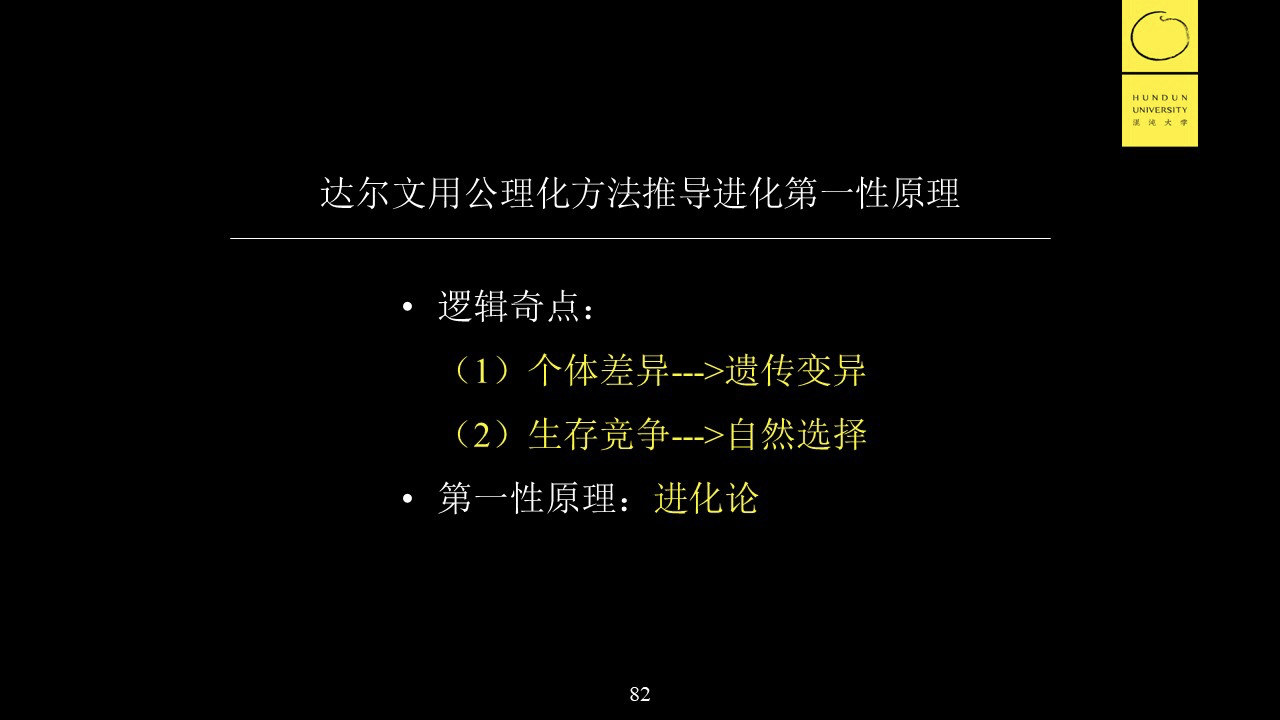 HUNDUN
UNIVERSITY
混沌大学
达尔文用公理化方法推导进化第一性原理
• 逻辑奇点：
（1）个体差异--->遗传变异
（2）生存竞争--->自然选择
• 第一性原理：进化论
82